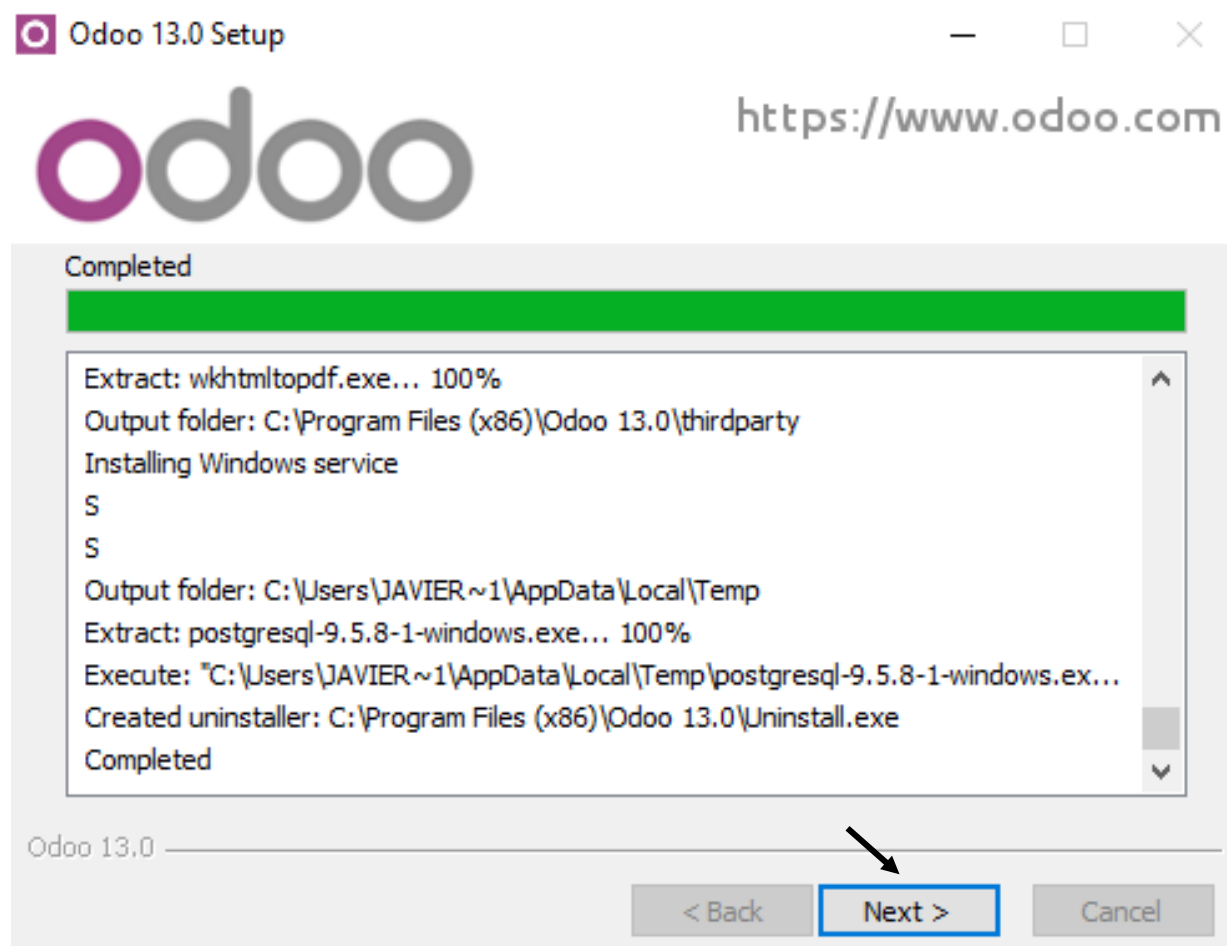 Odoo 13.0 Setup
https://www.odoo.com
odoo
Completed
Extract: wkhtmltopdf.exe... 100%
Output folder: C:\Program Files (x86)\Odoo 13.0\thirdparty
Installing Windows service
S
S
Output folder: C:\Users\JAVIER~1\AppData\Local\Temp
Extract: postgresql-9.5.8-1-windows.exe... 100%
Execute: "C:\Users\JAVIER~1\AppData\Local\Temp\postgresql-9.5.8-1-windows.ex...
Created uninstaller: C:\Program Files (x86)\Odoo 13.0\Uninstall.exe
Completed
Odoo 13.0
< Back Next > Cancel